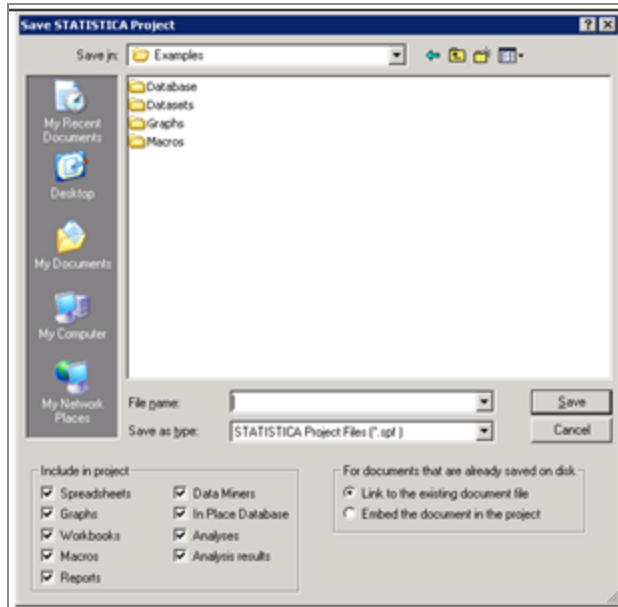 Save STATISTICA Project
Save in: Examples
Database
Datasets
Graphs
Macros
My Recent
Documents
Desktop
My Documents
My Computer
My Network
Places
File name:
Save
Save as type: STATISTICA Project Files (*.spf )
Cancel
Include in project
Spreadsheets
Data Miners
Graphs
In Place Database
Workbooks
Analyses
Macros
Analysis results
Reports
For documents that are already saved on disk
Link to the existing document file
Embed the document in the project